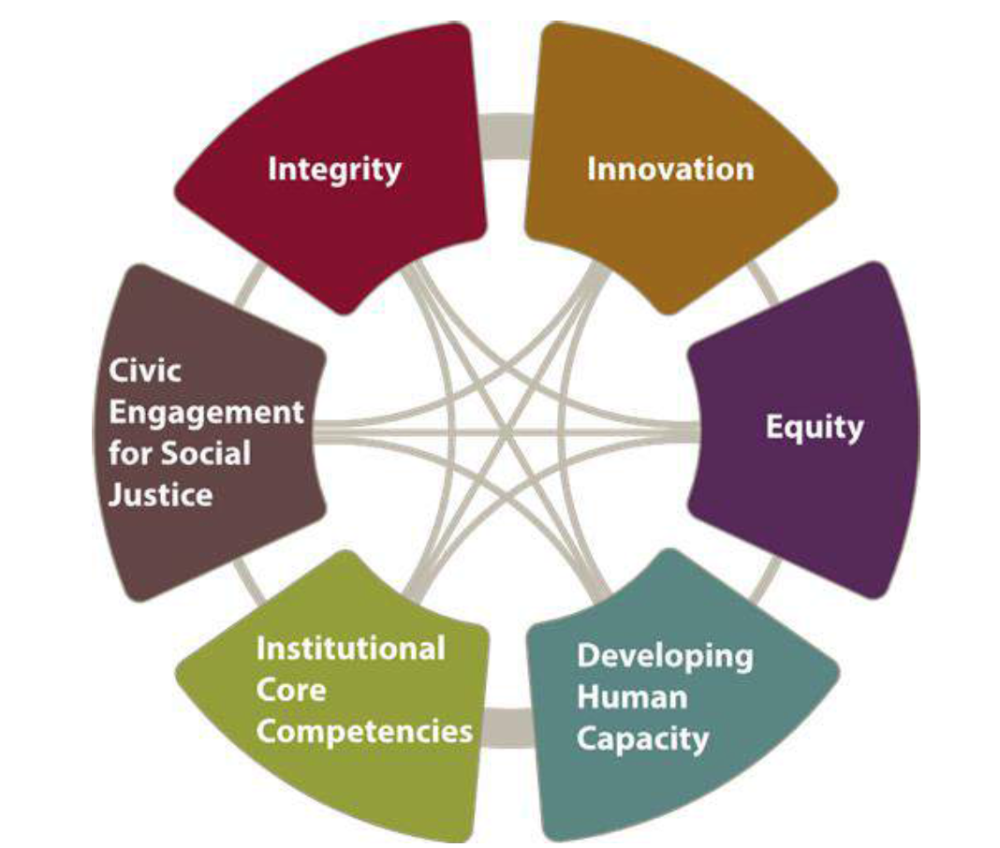 Integrity
Innovation
Civic
Engagement
for Social
Justice
Equity
Institutional
Core
Competencies
Developing
Human
Capacity